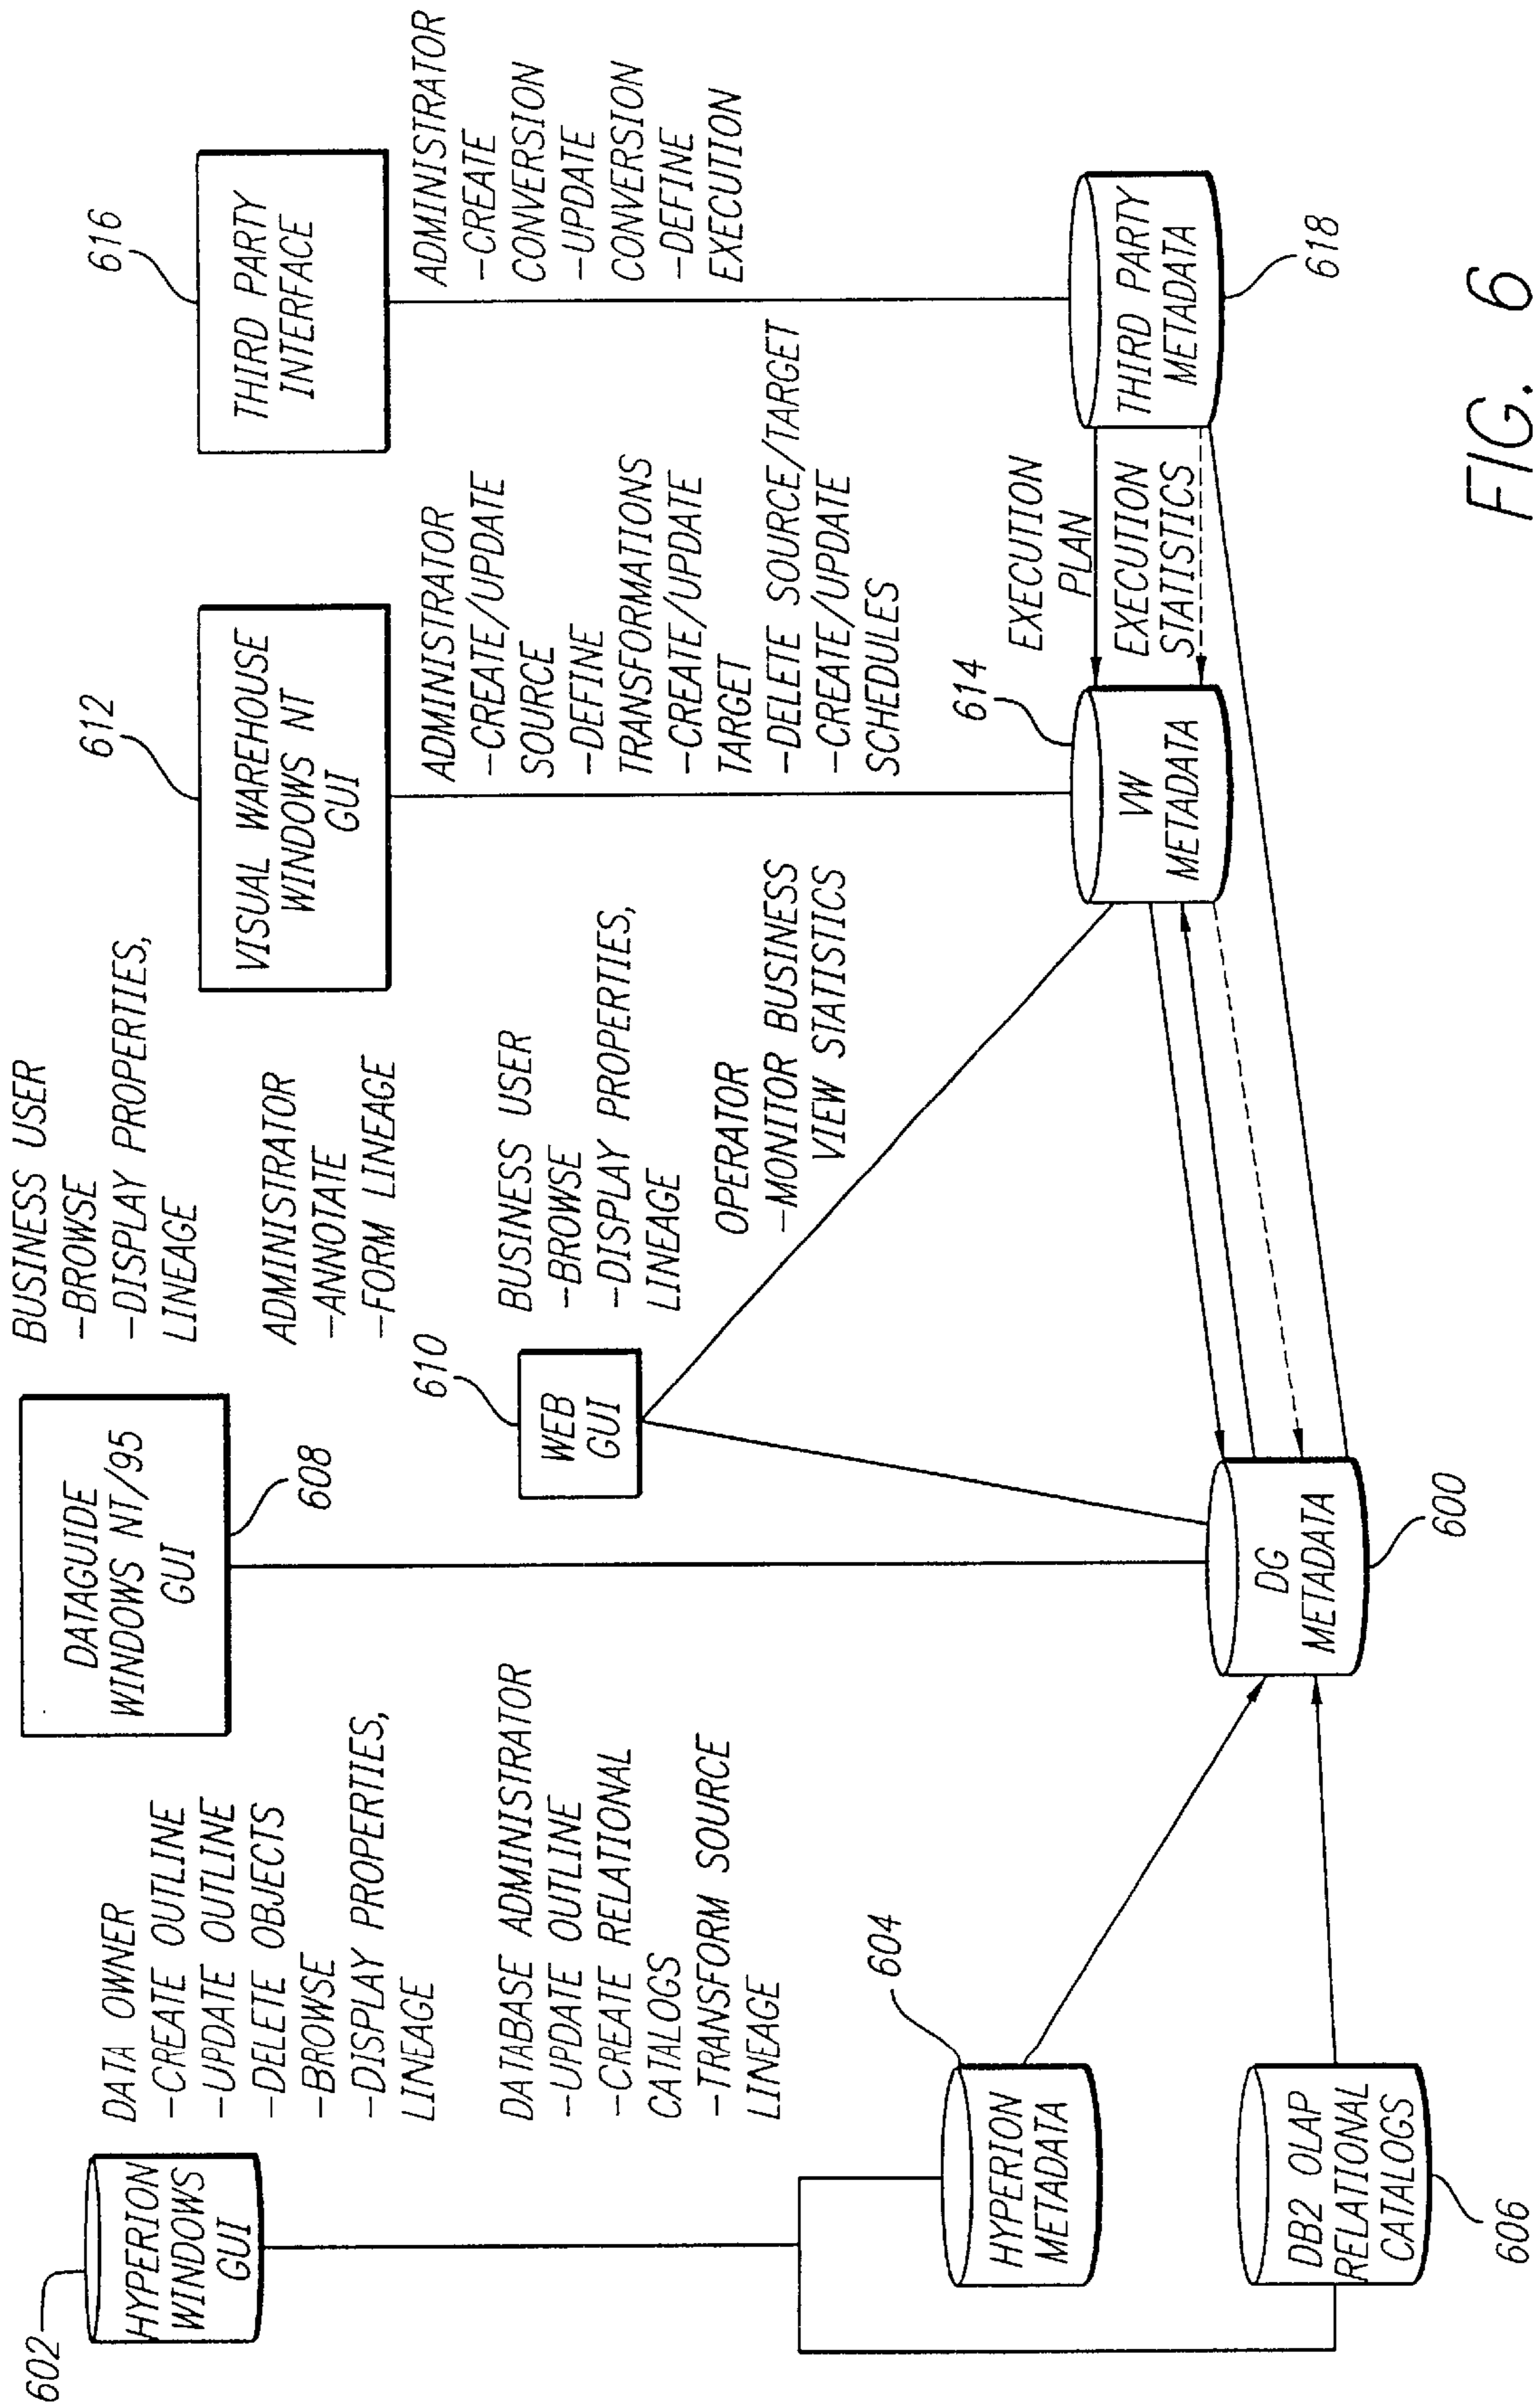 602
HYPERION
WINDOWS
GUI
DATA OWNER
-CREATE OUTLINE
-UPDATE OUTLINE
-DELETE OBJECTS
-BROWSE
-DISPLAY PROPERTIES,
LINEAGE
DATABASE ADMINISTRATOR
-UPDATE OUTLINE
-CREATE RELATIONAL
CATALOGS
-TRANSFORM SOURCE
LINEAGE
604
HYPERION
METADATA
DB2 OLAP
RELATIONAL
CATALOGS
606
DATAGUIDE
WINDOWS NT/95
GUI
608
BUSINESS USER
-BROWSE
-DISPLAY PROPERTIES,
LINEAGE
ADMINISTRATOR
-ANNOTATE
-FORM LINEAGE
610
WEB
GUI
BUSINESS USER
-BROWSE
-DISPLAY PROPERTIES,
LINEAGE
OPERATOR
-MONITOR BUSINESS
VIEW STATISTICS
DG
METADATA
600
612
VISUAL WAREHOUSE
WINDOWS NT
GUI
ADMINISTRATOR
-CREATE/UPDATE
SOURCE
-DEFINE
TRANSFORMATIONS
-CREATE/UPDATE
TARGET
-DELETE SOURCE/TARGET
-CREATE/UPDATE
SCHEDULES
614
VW
METADATA
EXECUTION
PLAN
EXECUTION
STATISTICS
616
THIRD PARTY
INTERFACE
ADMINISTRATOR
-CREATE
CONVERSION
-UPDATE
CONVERSION
-DEFINE
EXECUTION
THIRD PARTY
METADATA
618
FIG. 6